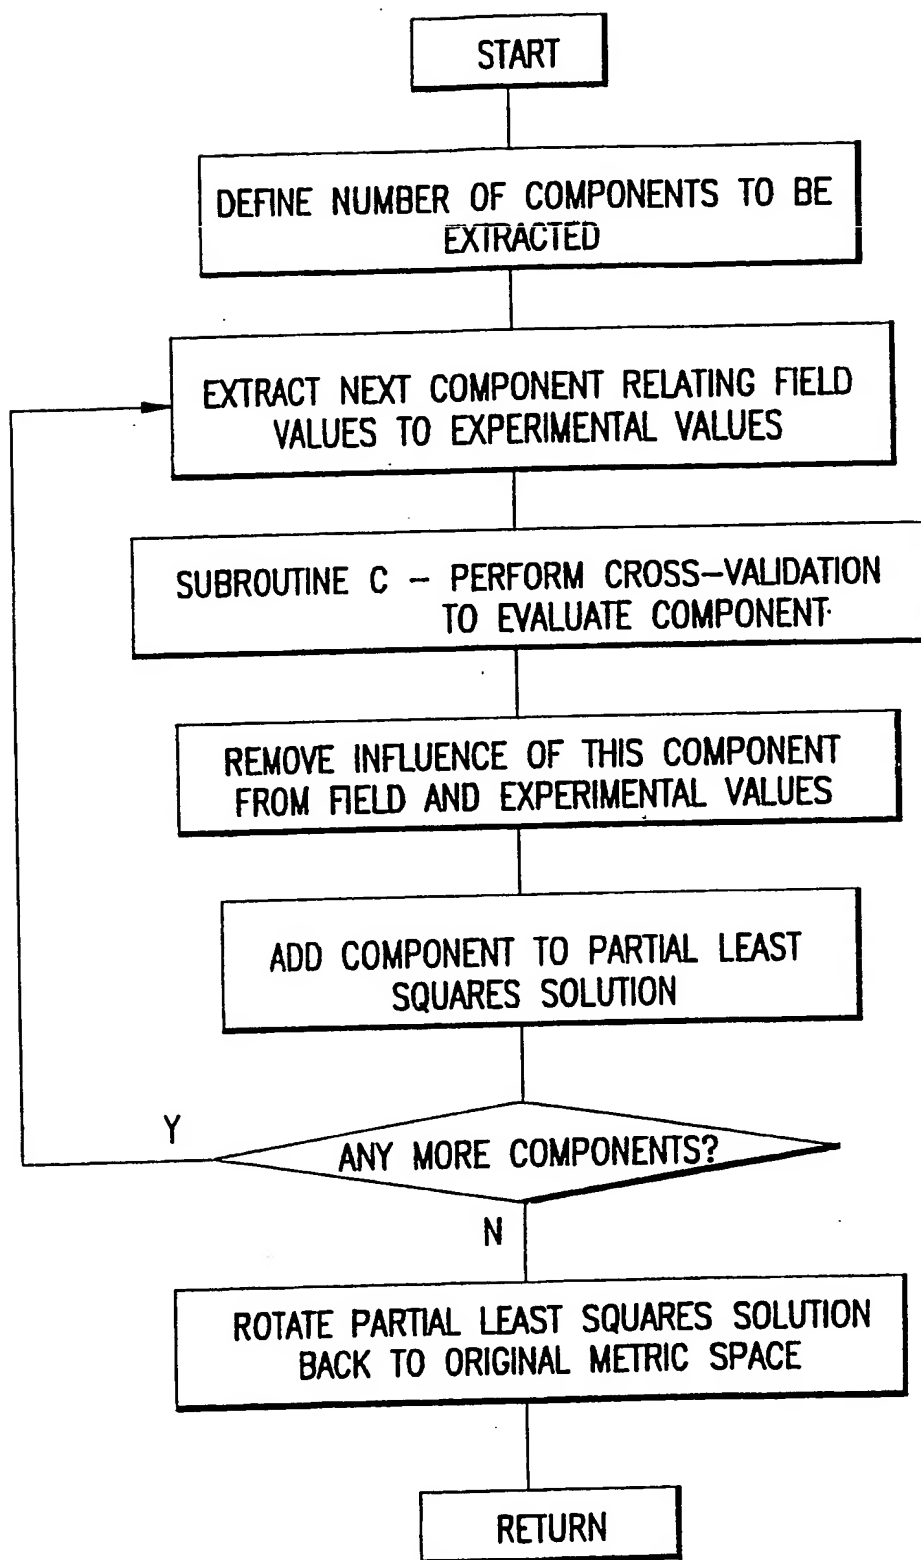 START
DEFINE NUMBER OF COMPONENTS TO BE
EXTRACTED
EXTRACT NEXT COMPONENT RELATING FIELD
VALUES TO EXPERIMENTAL VALUES
SUBROUTINE C – PERFORM CROSS–VALIDATION
TO EVALUATE COMPONENT
REMOVE INFLUENCE OF THIS COMPONENT
FROM FIELD AND EXPERIMENTAL VALUES
ADD COMPONENT TO PARTIAL LEAST
SQUARES SOLUTION
Y
ANY MORE COMPONENTS?
N
ROTATE PARTIAL LEAST SQUARES SOLUTION
BACK TO ORIGINAL METRIC SPACE
RETURN